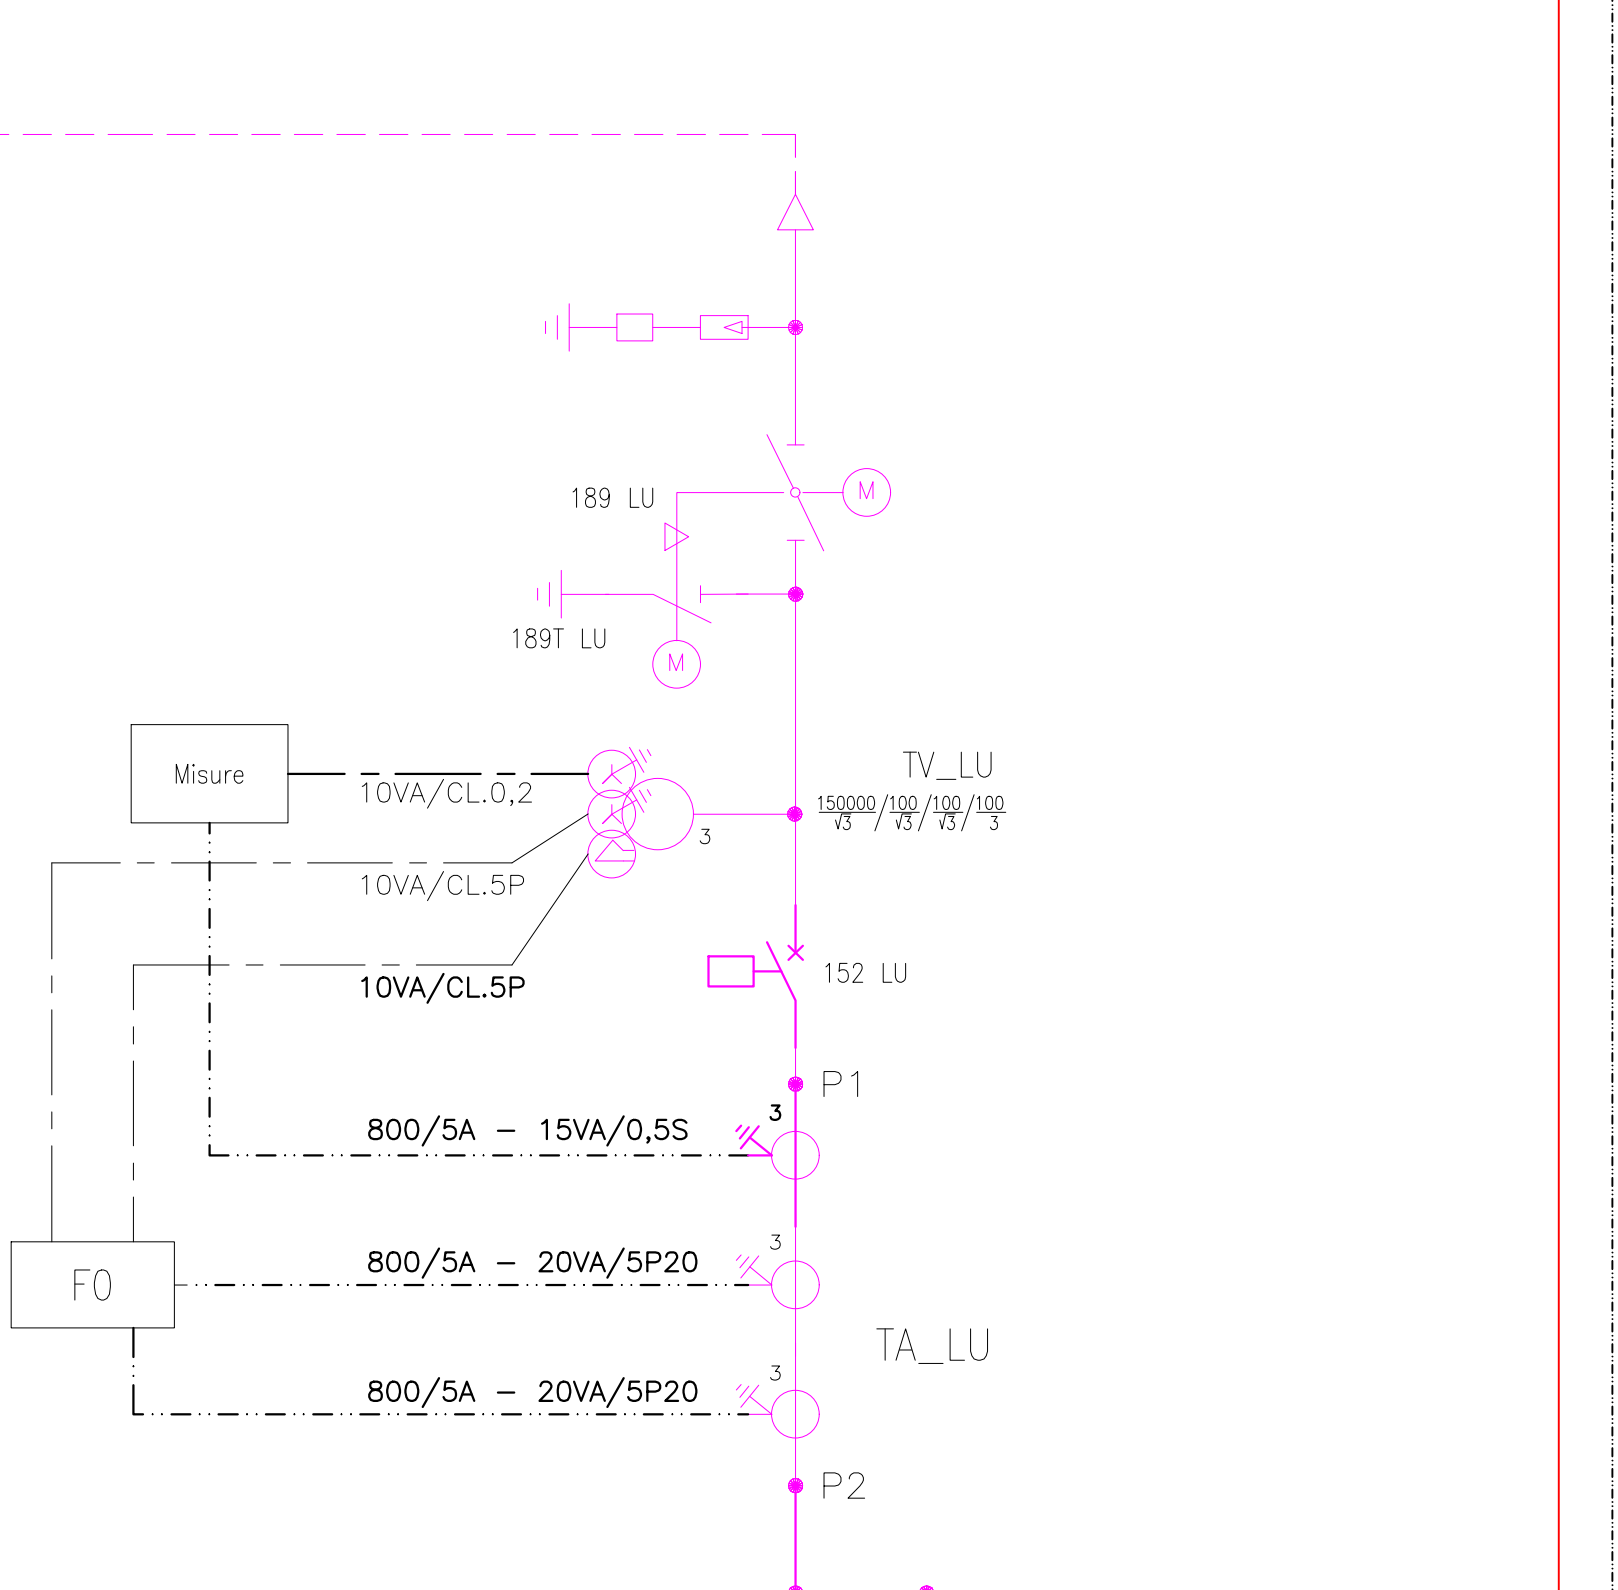 189 LU
M
189T LU
M
Misure
10VA/CL.0,2
TV_LU
150000/√3 / 100/√3 / 100/√3 / 100/3
3
10VA/CL.5P
10VA/CL.5P
152 LU
P1
3
800/5A - 15VA/0,5S
3
800/5A - 20VA/5P20
F0
TA_LU
3
800/5A - 20VA/5P20
P2